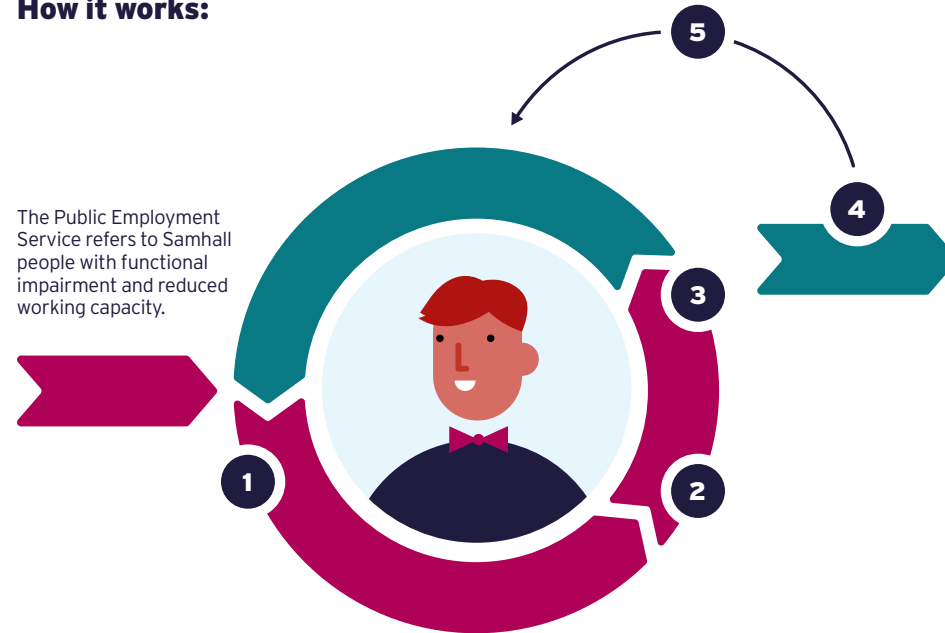 How it works:
5
4
The Public Employment
Service refers to Samhall
people with functional
impairment and reduced
working capacity.
3
1
2